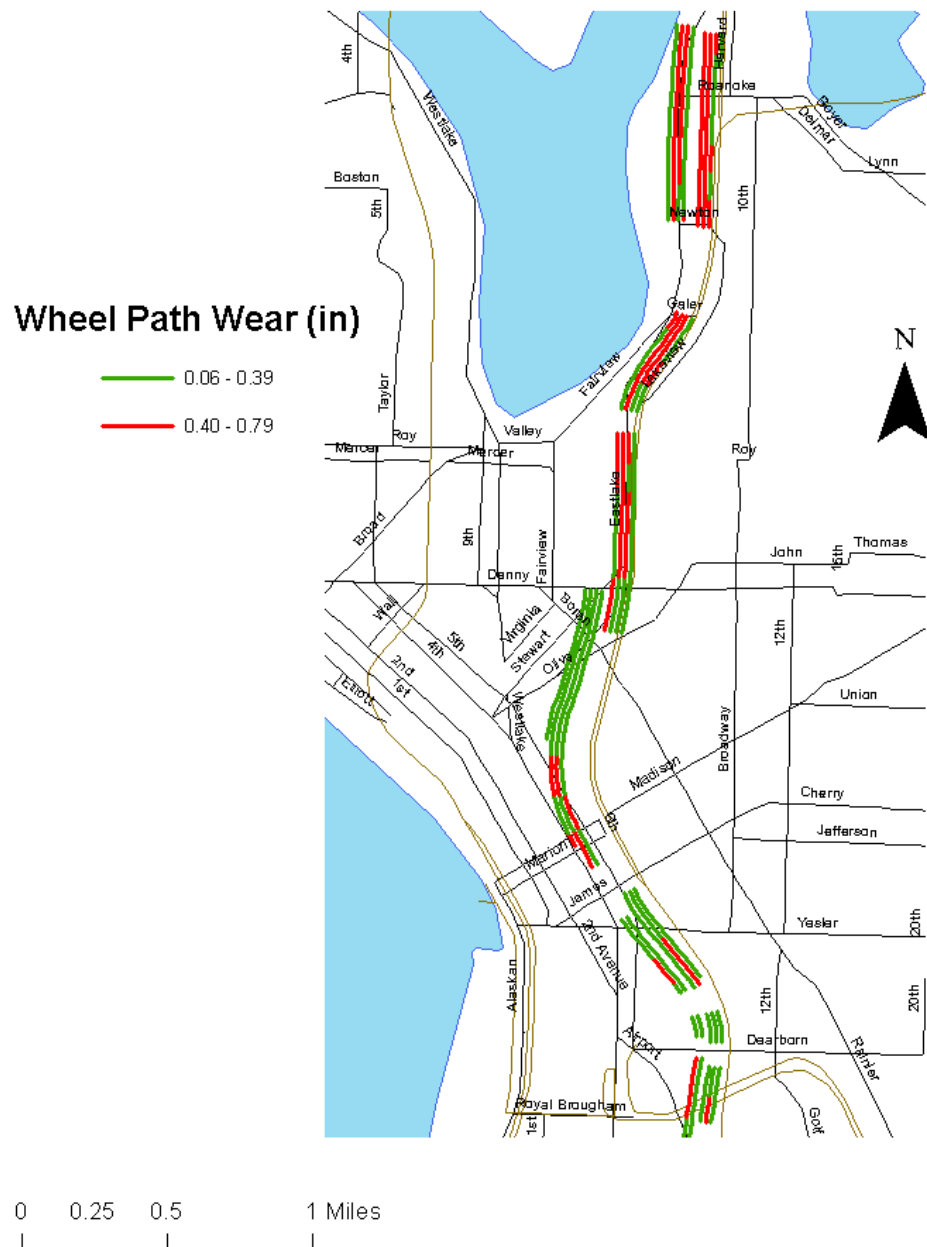 4th
Westlake
Harvard
Roanoke
Boyer
Delmar
Lynn
Boston
5th
10th
Newton
Wheel Path Wear (in)
0.06 - 0.39
0.40 - 0.79
Galer
Fairview
Lakeview
N
Taylor
Roy
Mercer
Valley
Mercer
Roy
Eastlake
Broad
9th
Fairview
John
Thomas
15th
Denny
Wall
5th
4th
2nd
1st
Elliott
Virginia
Stewart
Boren
Olive
12th
Union
Westlake
Broadway
Madison
Cherry
6th
Jefferson
Marion
James
Yesler
20th
2nd Avenue
Alaskan
12th
20th
Airport
Dearborn
Rainier
Royal Brougham
1st
Golf
0 0.25 0.5 1 Miles